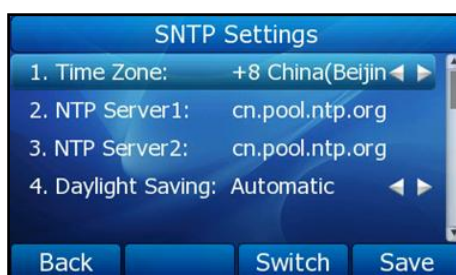 SNTP Settings
1. Time Zone: +8 China(Beijin
2. NTP Server1: cn.pool.ntp.org
3. NTP Server2: cn.pool.ntp.org
4. Daylight Saving: Automatic
Back Switch Save